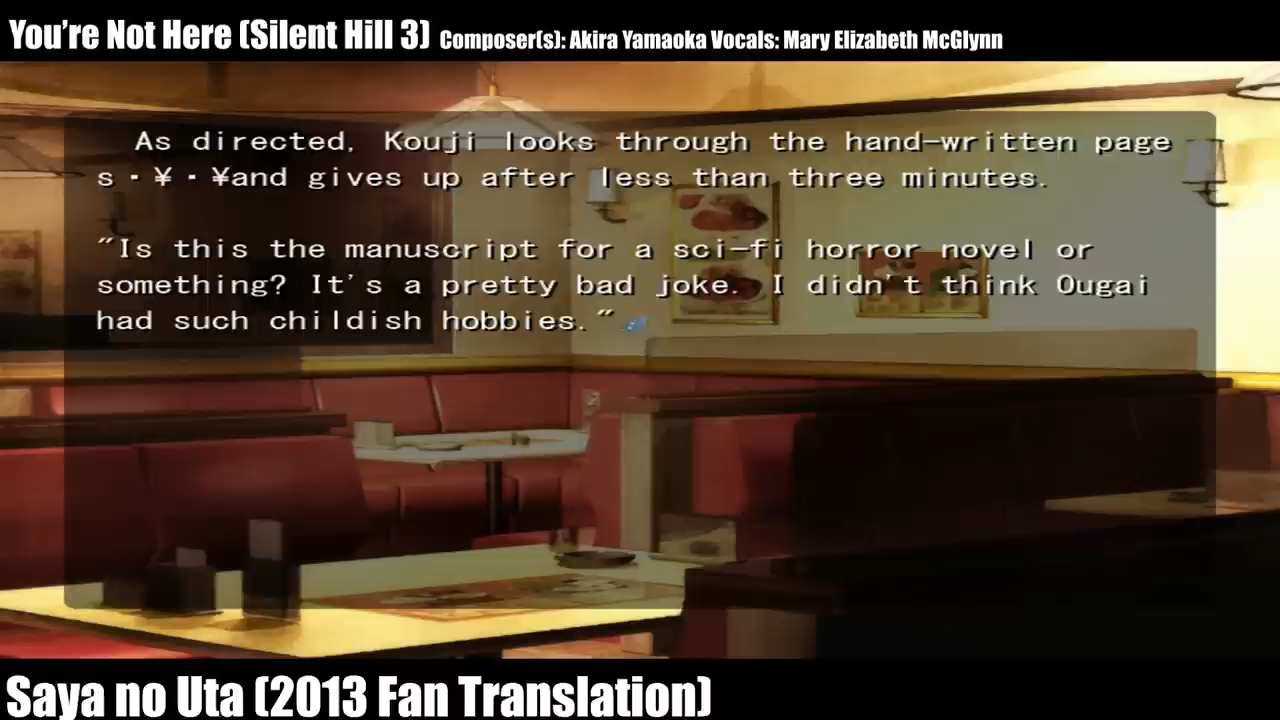 You're Not Here (Silent Hill 3) Composer(s): Akira Yamaoka Vocals: Mary Elizabeth McGlynn
As directed, Kouji looks through the hand-written page
s・¥・¥and gives up after less than three minutes.
"Is this the manuscript for a sci-fi horror novel or
something? It's a pretty bad joke. I didn't think Ougai
had such childish hobbies."
Saya no Uta (2013 Fan Translation)